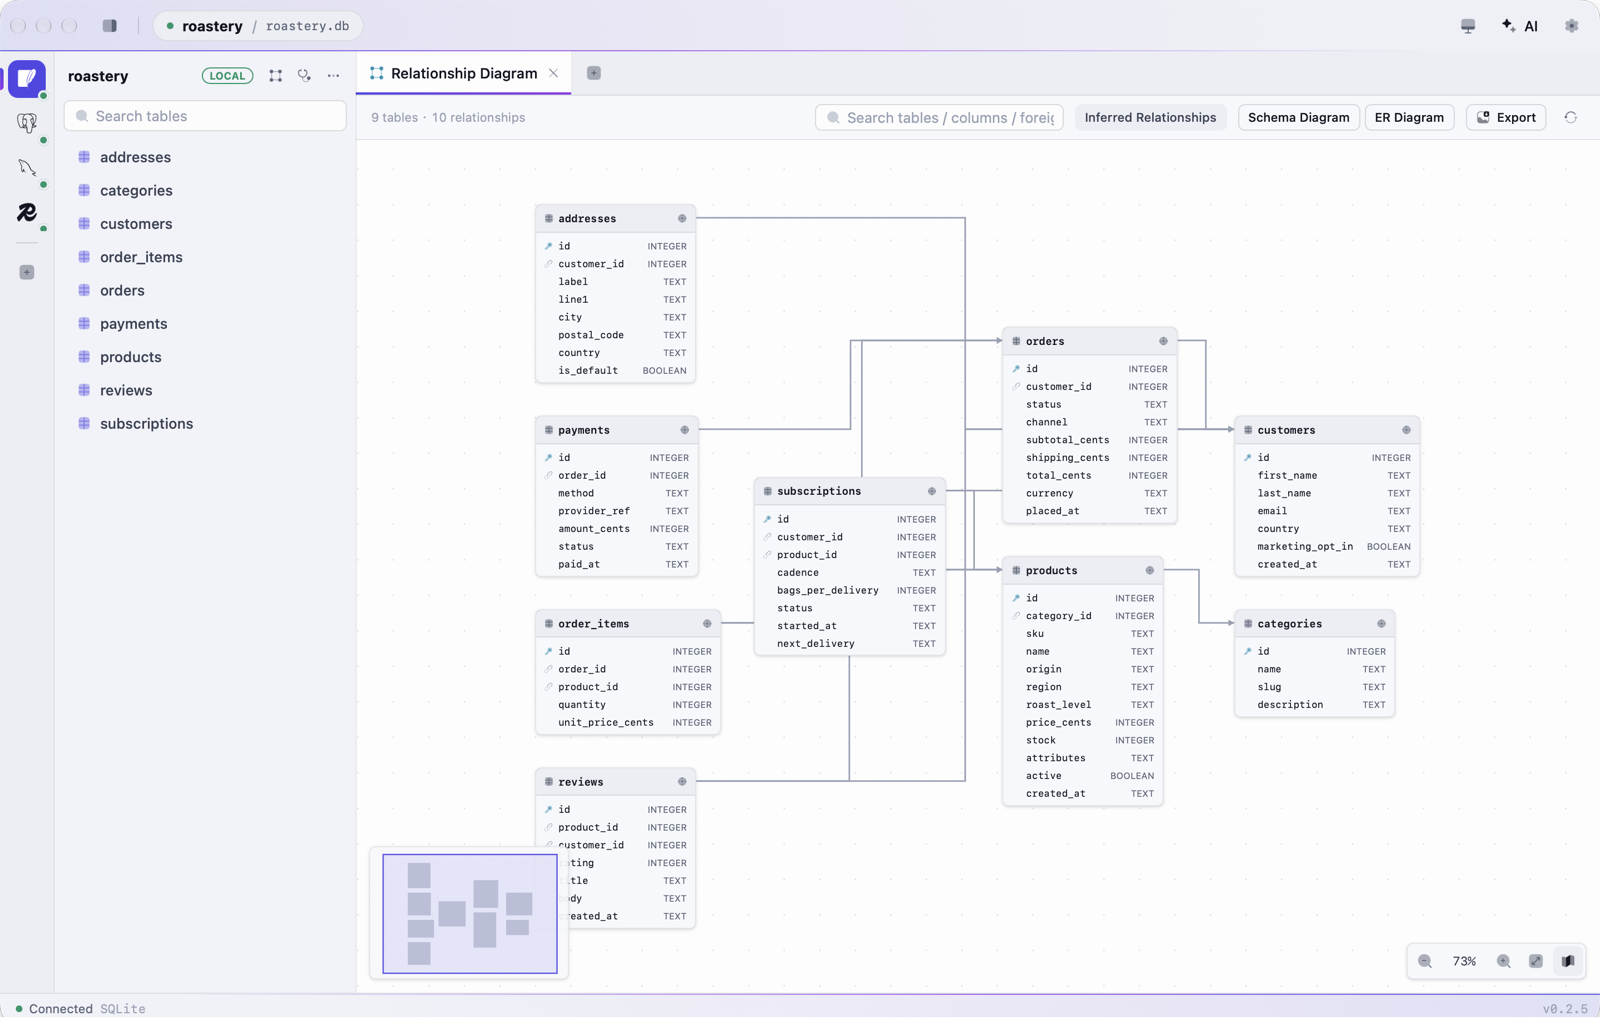 roastery / roastery.db
AI
roastery
LOCAL
Search tables
addresses
categories
customers
order_items
orders
payments
products
reviews
subscriptions
Relationship Diagram
9 tables · 10 relationships
Search tables / columns / foreig
Inferred Relationships
Schema Diagram
ER Diagram
Export
addresses
id INTEGER
customer_id INTEGER
label TEXT
line1 TEXT
city TEXT
postal_code TEXT
country TEXT
is_default BOOLEAN
payments
id INTEGER
order_id INTEGER
method TEXT
provider_ref TEXT
amount_cents INTEGER
status TEXT
paid_at TEXT
order_items
id INTEGER
order_id INTEGER
product_id INTEGER
quantity INTEGER
unit_price_cents INTEGER
reviews
id INTEGER
product_id INTEGER
customer_id INTEGER
ating INTEGER
tle TEXT
ody TEXT
reated_at TEXT
subscriptions
id INTEGER
customer_id INTEGER
product_id INTEGER
cadence TEXT
bags_per_delivery INTEGER
status TEXT
started_at TEXT
next_delivery TEXT
orders
id INTEGER
customer_id INTEGER
status TEXT
channel TEXT
subtotal_cents INTEGER
shipping_cents INTEGER
total_cents INTEGER
currency TEXT
placed_at TEXT
products
id INTEGER
category_id INTEGER
sku TEXT
name TEXT
origin TEXT
region TEXT
roast_level TEXT
price_cents INTEGER
stock INTEGER
attributes TEXT
active BOOLEAN
created_at TEXT
customers
id INTEGER
first_name TEXT
last_name TEXT
email TEXT
country TEXT
marketing_opt_in BOOLEAN
created_at TEXT
categories
id INTEGER
name TEXT
slug TEXT
description TEXT
73%
Connected SQLite
v0.2.5